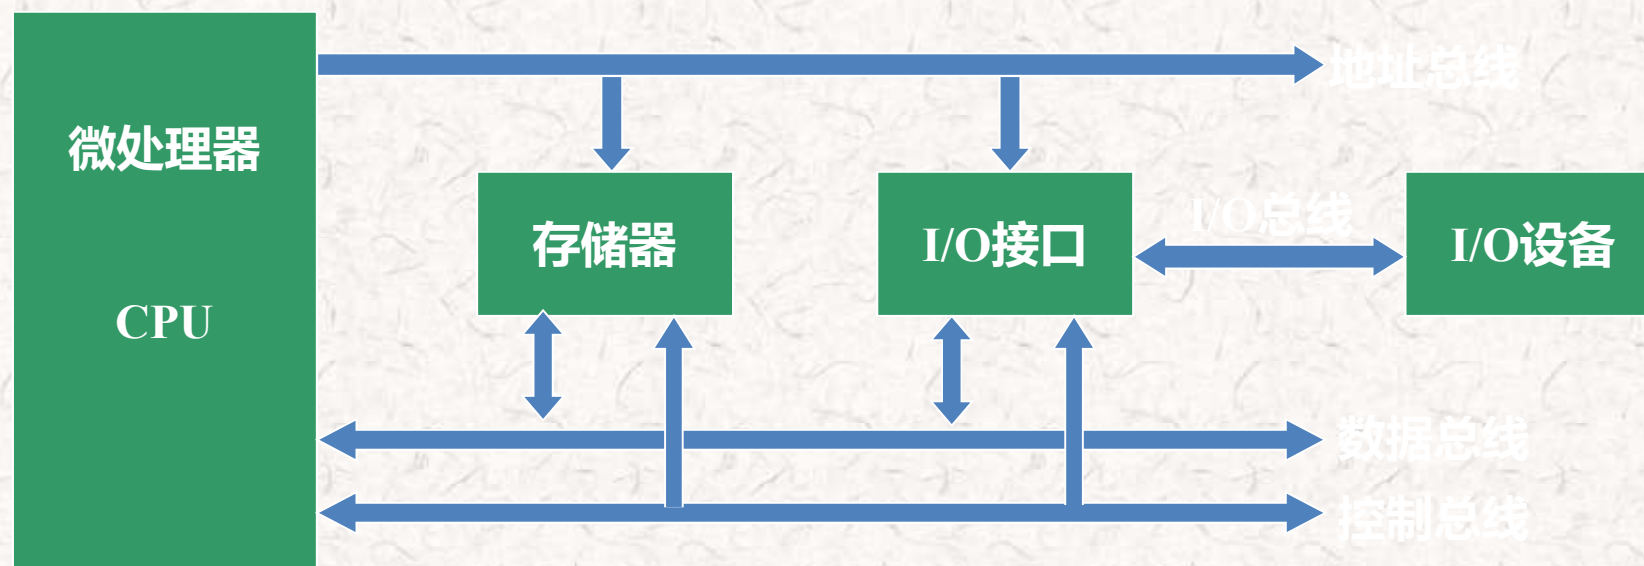 地址总线
微处理器
CPU
存储器
I/O接口
I/O总线
I/O设备
数据总线
控制总线